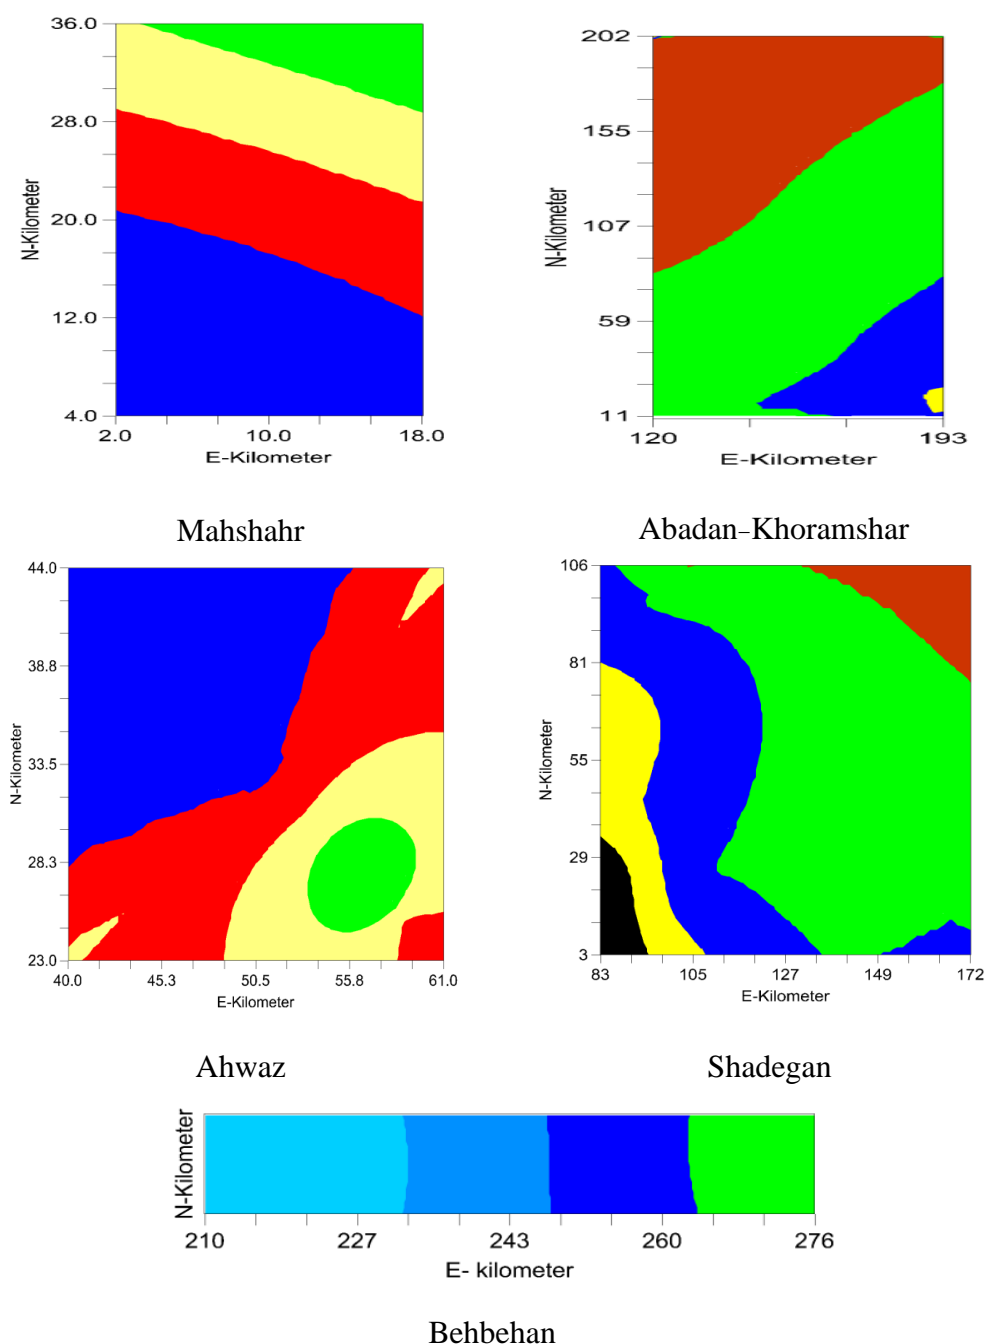 36.0
28.0
20.0
12.0
4.0
N-Kilometer
2.0 10.0 18.0
E-Kilometer
Mahshahr
202
155
107
59
11
N-Kilometer
120 193
E-Kilometer
Abadan-Khoramshar
44.0
38.8
33.5
28.3
23.0
N-Kilometer
40.0 45.3 50.5 55.8 61.0
E-Kilometer
Ahwaz
106
81
55
29
3
N-Kilometer
83 105 127 149 172
E-Kilometer
Shadegan
N-Kilometer
210 227 243 260 276
E- kilometer
Behbehan